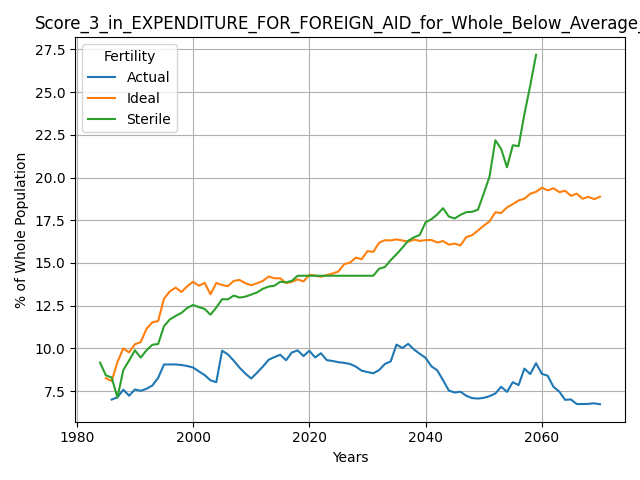 Score_3_in_EXPENDITURE_FOR_FOREIGN_AID_for_Whole_Below_Average_
27.5
25.0
22.5
20.0
17.5
15.0
12.5
10.0
7.5
% of Whole Population
Fertility
Actual
Ideal
Sterile
1980 2000 2020 2040 2060
Years